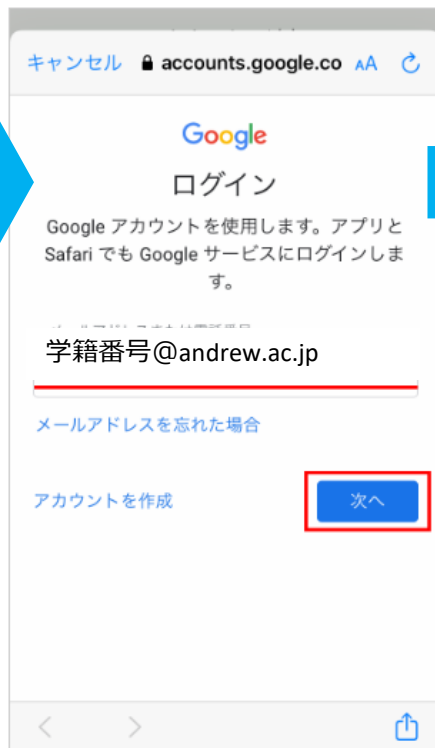 キャンセル accounts.google.co AA
Google
ログイン
Google アカウントを使用します。アプリと
Safari でも Google サービスにログインしま
す。
学籍番号@andrew.ac.jp
メールアドレスを忘れた場合
アカウントを作成 次へ